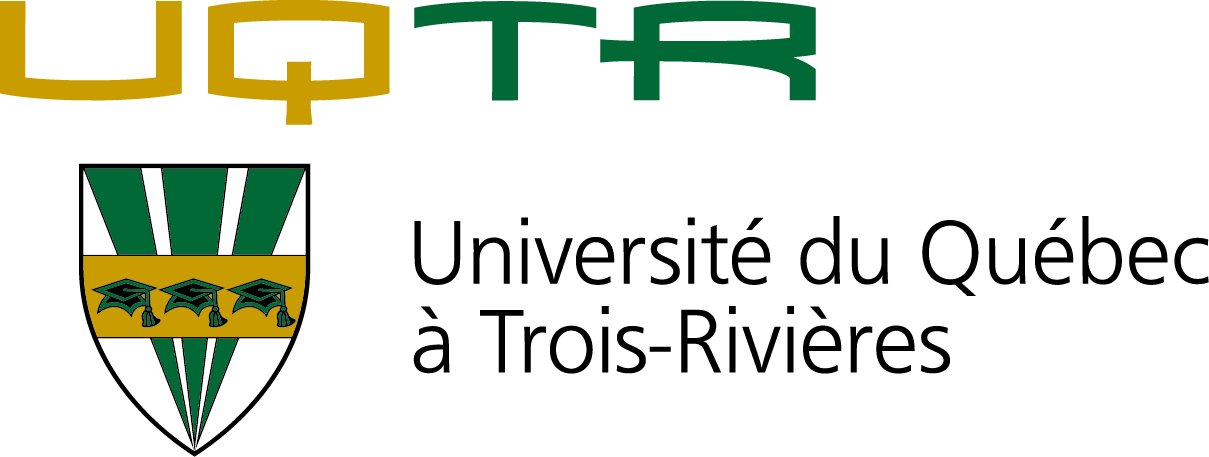 UQTR
Université du Québec
à Trois-Rivières